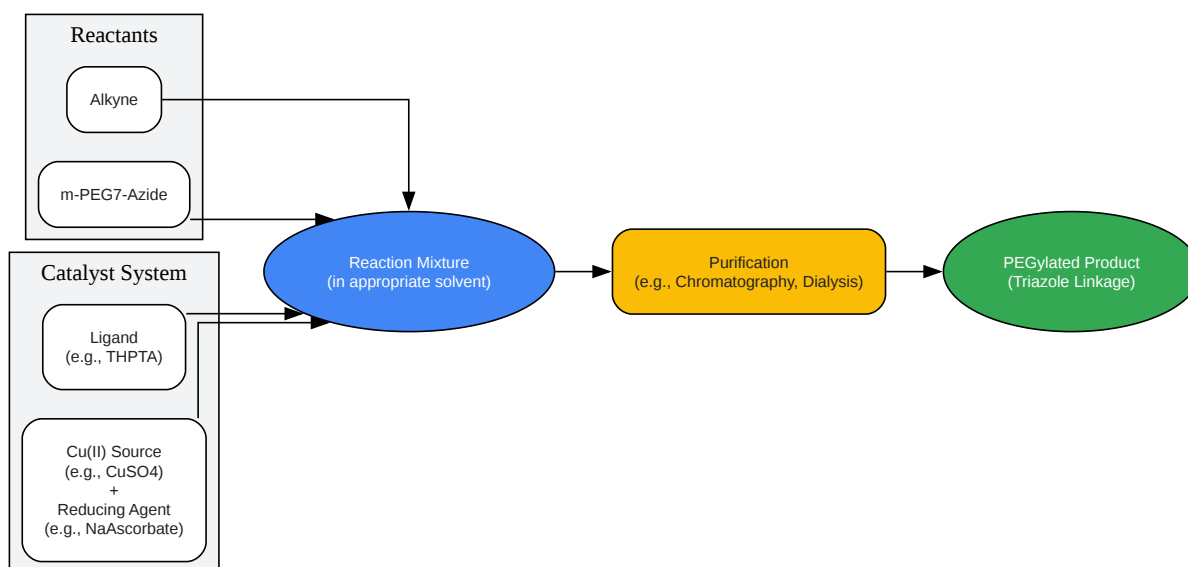 Reactants
Alkyne
m-PEG7-Azide
Catalyst System
Ligand
(e.g., THPTA)
Cu(II) Source
(e.g., CuSO4)
+
Reducing Agent
(e.g., NaAscorbate)
Reaction Mixture
(in appropriate solvent)
Purification
(e.g., Chromatography, Dialysis)
PEGylated Product
(Triazole Linkage)